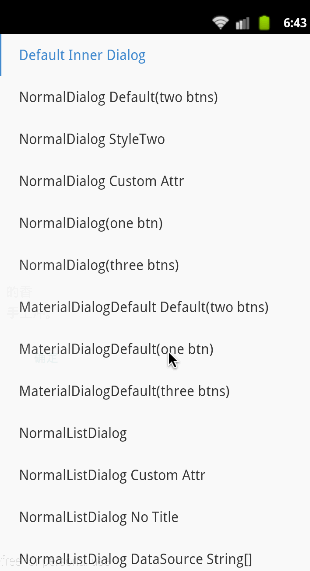 6:43
Default Inner Dialog
NormalDialog Default(two btns)
NormalDialog StyleTwo
NormalDialog Custom Attr
NormalDialog(one btn)
NormalDialog(three btns)
MaterialDialogDefault Default(two btns)
MaterialDialogDefault(one btn)
MaterialDialogDefault(three btns)
NormalListDialog
NormalListDialog Custom Attr
NormalListDialog No Title
NormalListDialog DataSource String[]